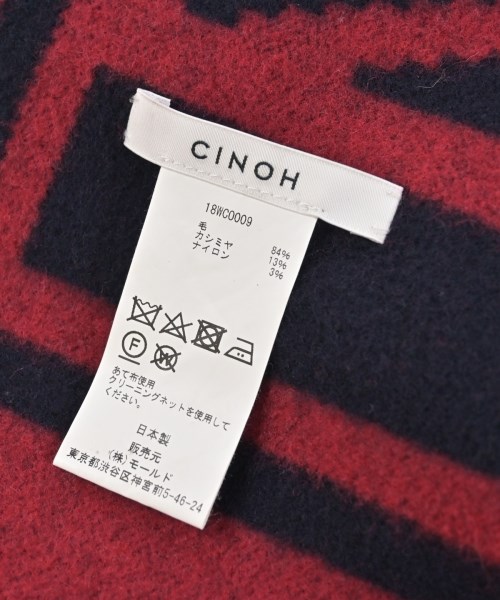 CINOH
18WC0009
毛 84%
カシミヤ 13%
ナイロン 3%
F W
あて布使用
クリーニングネットを使用して
ください。
日本製
販売元
(株)モールド
東京都渋谷区神宮前5-46-24